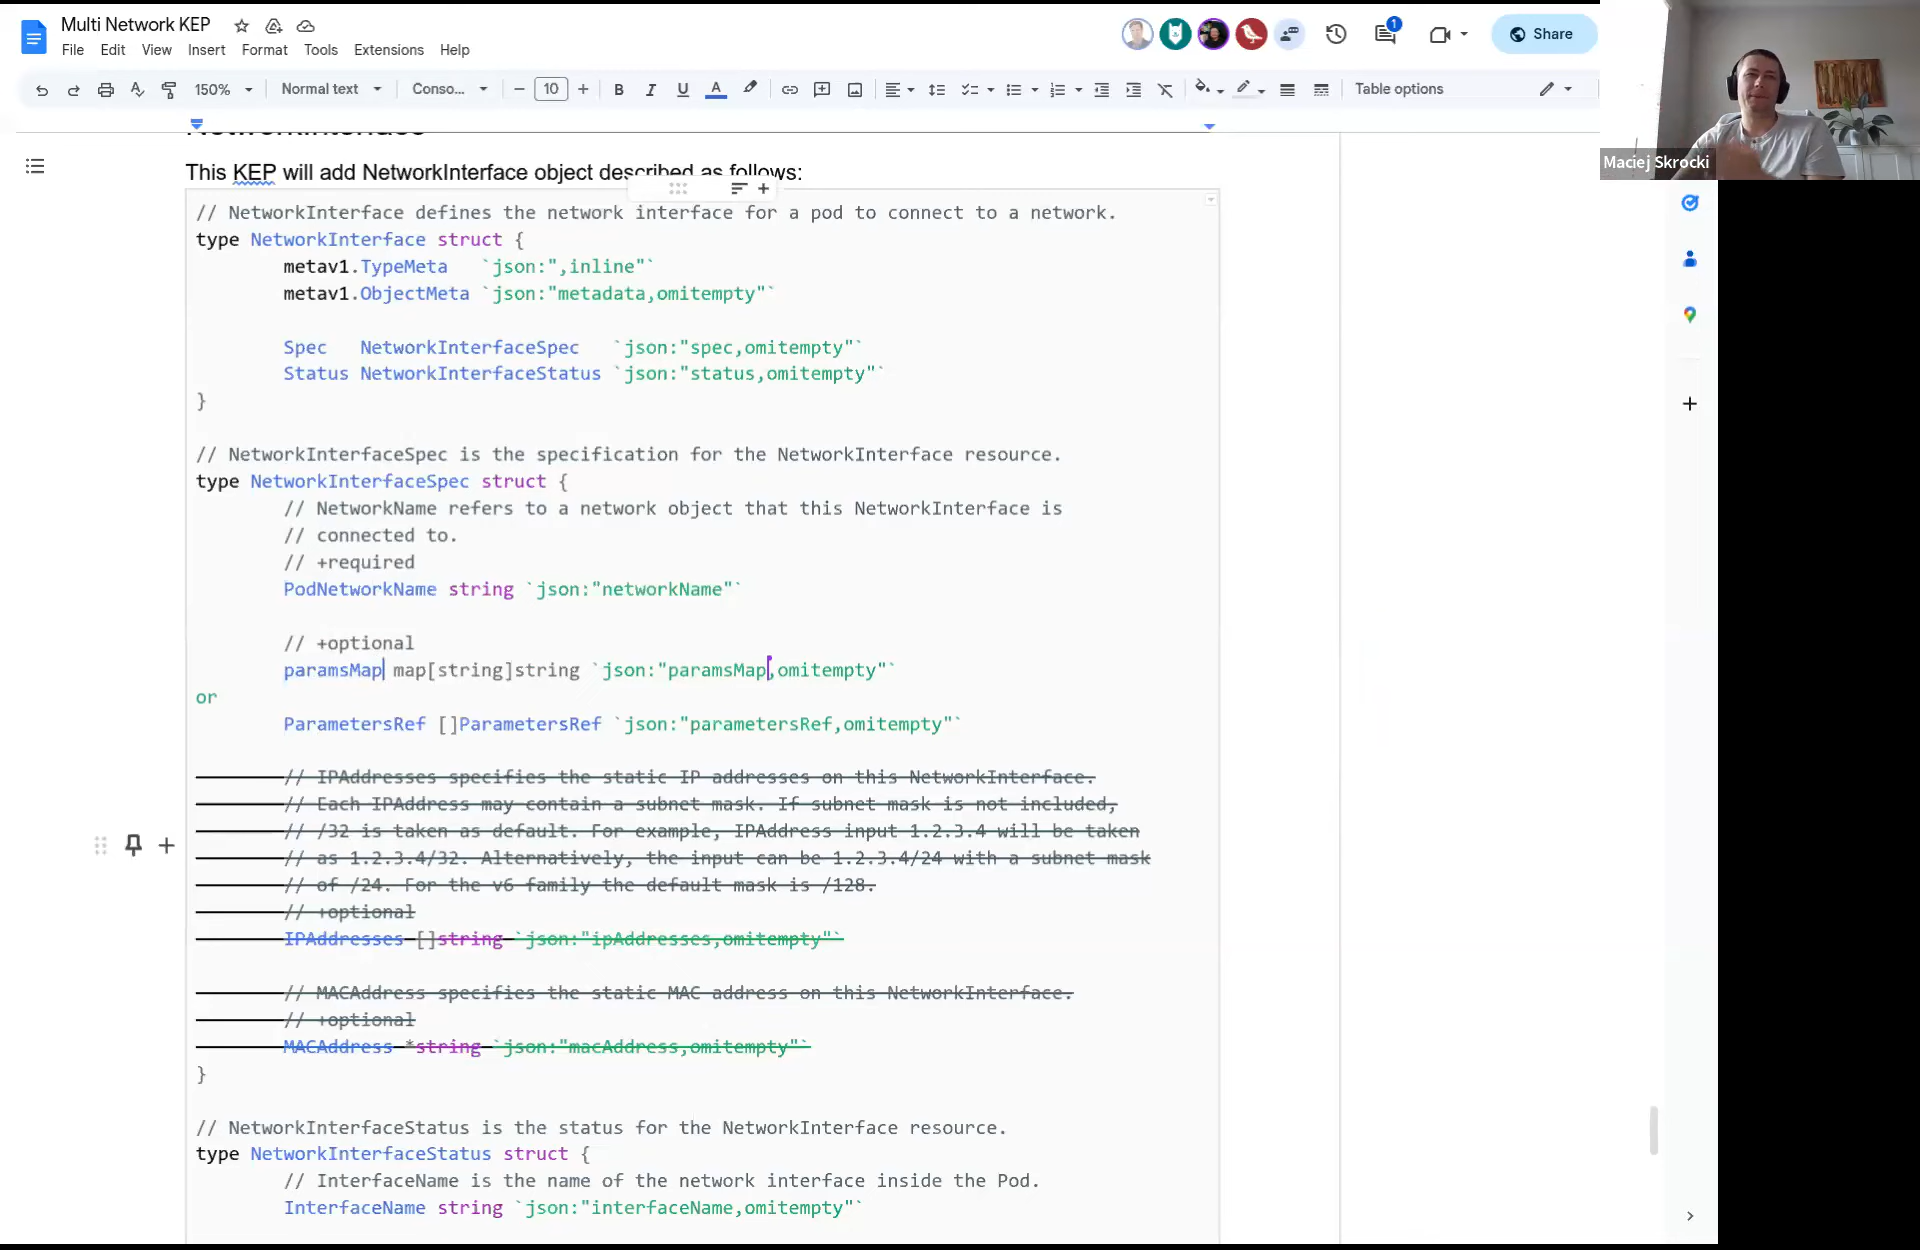 Multi Network KEP
File Edit View Insert Format Tools Extensions Help
1
Share
150% Normal text Conso... 10 B I U A Table options
Maciej Skrocki
NetworkInterface
This KEP will add NetworkInterface object described as follows:
// NetworkInterface defines the network interface for a pod to connect to a network.
type NetworkInterface struct {
metav1.TypeMeta `json:",inline"`
metav1.ObjectMeta `json:"metadata,omitempty"`
Spec NetworkInterfaceSpec `json:"spec,omitempty"`
Status NetworkInterfaceStatus `json:"status,omitempty"`
}
// NetworkInterfaceSpec is the specification for the NetworkInterface resource.
type NetworkInterfaceSpec struct {
// NetworkName refers to a network object that this NetworkInterface is
// connected to.
// +required
PodNetworkName string `json:"networkName"`
// +optional
paramsMap map[string]string `json:"paramsMap,omitempty"`
or
ParametersRef []ParametersRef `json:"parametersRef,omitempty"`
// IPAddresses specifies the static IP addresses on this NetworkInterface.
// Each IPAddress may contain a subnet mask. If subnet mask is not included,
// /32 is taken as default. For example, IPAddress input 1.2.3.4 will be taken
// as 1.2.3.4/32. Alternatively, the input can be 1.2.3.4/24 with a subnet mask
// of /24. For the v6 family the default mask is /128.
// +optional
IPAddresses []string `json:"ipAddresses,omitempty"`
// MACAddress specifies the static MAC address on this NetworkInterface.
// +optional
MACAddress *string `json:"macAddress,omitempty"`
}
// NetworkInterfaceStatus is the status for the NetworkInterface resource.
type NetworkInterfaceStatus struct {
// InterfaceName is the name of the network interface inside the Pod.
InterfaceName string `json:"interfaceName,omitempty"`